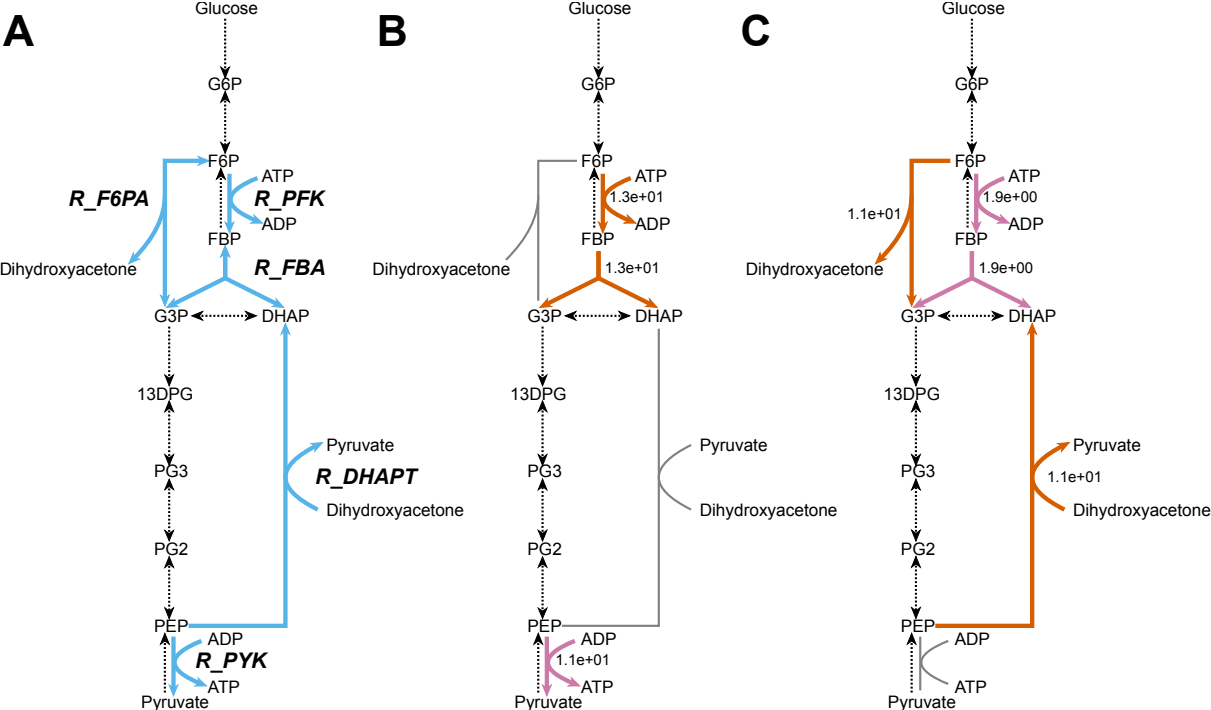 A
Glucose
G6P
F6P
ATP
R_F6PA
R_PFK
ADP
FBP
Dihydroxyacetone
R_FBA
G3P
DHAP
13DPG
Pyruvate
PG3
R_DHAPT
Dihydroxyacetone
PG2
PEP
ADP
R_PYK
ATP
Pyruvate
B
Glucose
G6P
F6P
ATP
1.3e+01
ADP
FBP
Dihydroxyacetone
1.3e+01
G3P
DHAP
13DPG
Pyruvate
PG3
Dihydroxyacetone
PG2
PEP
ADP
1.1e+01
ATP
Pyruvate
C
Glucose
G6P
F6P
ATP
1.9e+00
1.1e+01
ADP
FBP
Dihydroxyacetone
1.9e+00
G3P
DHAP
13DPG
Pyruvate
PG3
1.1e+01
Dihydroxyacetone
PG2
PEP
ADP
ATP
Pyruvate